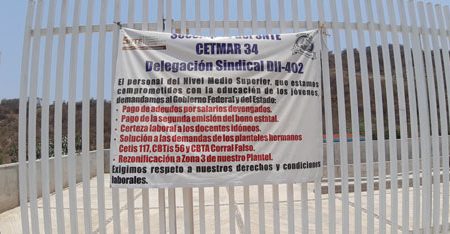 CETMAR 34
Delegación Sindical DII-402
El personal del Nivel Medio Superior, que estamos
comprometidos con la educación de los jóvenes,
demandamos al Gobierno Federal y del Estado:
- Pago de adeudos por salarios devengados.
- Pago de la segunda emisión del bono estatal.
- Certeza laboral a los docentes idóneos.
- Solución a las demandas de los planteles hermanos
Cetis 117, CBTis 56 y CBTA Corral Falso.
- Rezonificación a Zona 3 de nuestro Plantel.
Exigimos respeto a nuestros derechos y condiciones
laborales.